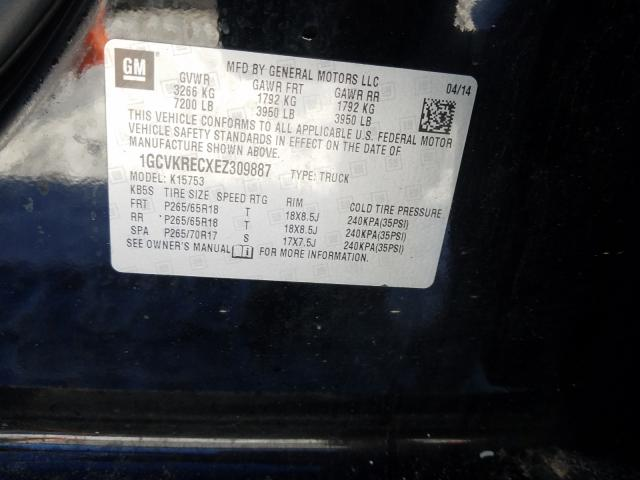 GM
MFD BY GENERAL MOTORS LLC
04/14
GVWR GAWR FRT GAWR RR
3266 KG 1792 KG 1792 KG
7200 LB 3950 LB 3950 LB
THIS VEHICLE CONFORMS TO ALL APPLICABLE U.S. FEDERAL MOTOR
VEHICLE SAFETY STANDARDS IN EFFECT ON THE DATE OF
MANUFACTURE SHOWN ABOVE.
1GCVKRECXEZ309887 TYPE: TRUCK
MODEL: K15753
KB5S TIRE SIZE SPEED RTG RIM COLD TIRE PRESSURE
FRT P265/65R18 T 18X8.5J 240KPA(35PSI)
RR P265/65R18 T 18X8.5J 240KPA(35PSI)
SPA P265/70R17 S 17X7.5J 240KPA(35PSI)
SEE OWNER'S MANUAL FOR MORE INFORMATION.